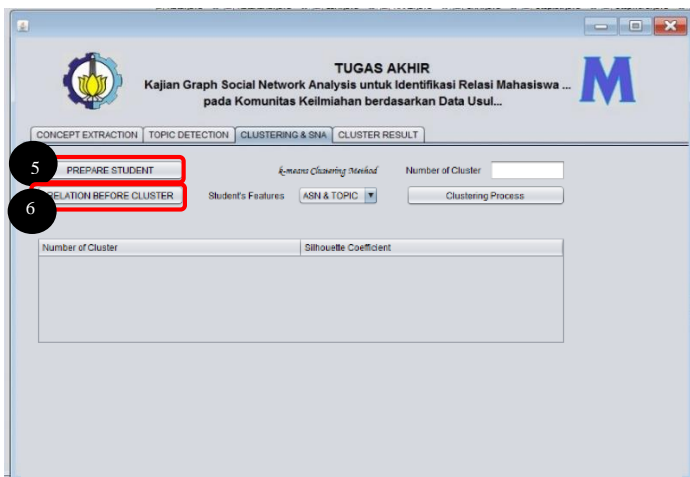 TUGAS AKHIR
Kajian Graph Social Network Analysis untuk Identifikasi Relasi Mahasiswa ...
pada Komunitas Keilmiahan berdasarkan Data Usul...
M
CONCEPT EXTRACTION TOPIC DETECTION CLUSTERING & SNA CLUSTER RESULT
5 PREPARE STUDENT k-means Clustering Method Number of Cluster
6 RELATION BEFORE CLUSTER Student's Features ASN & TOPIC Clustering Process
Number of Cluster Silhouette Coefficient